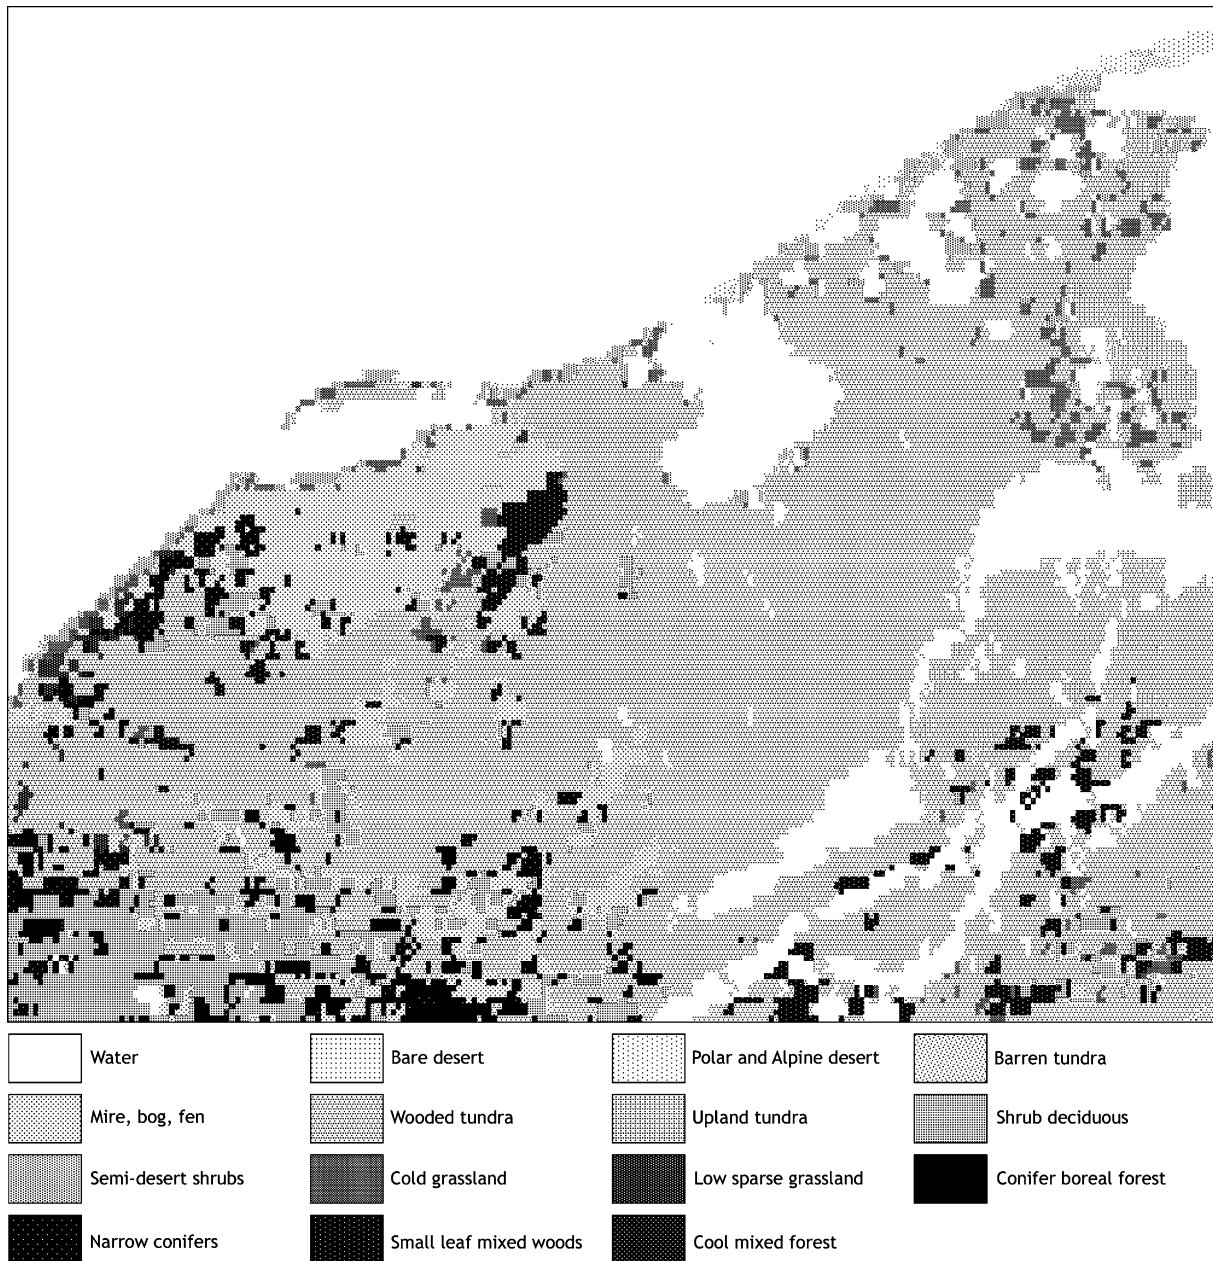 Water
Bare desert
Polar and Alpine desert
Barren tundra
Mire, bog, fen
Wooded tundra
Upland tundra
Shrub deciduous
Semi-desert shrubs
Cold grassland
Low sparse grassland
Conifer boreal forest
Narrow conifers
Small leaf mixed woods
Cool mixed forest